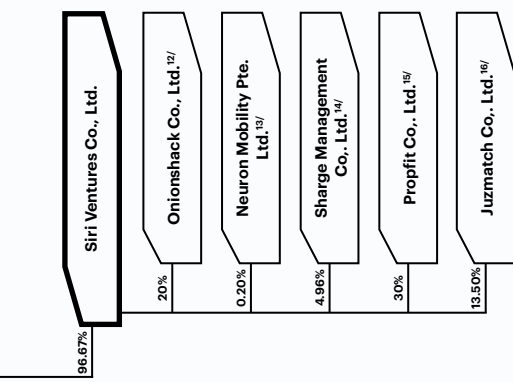 Siri Ventures Co., Ltd.
96.67%
Onionshack Co., Ltd.12/
20%
Neuron Mobility Pte.
Ltd.13/
0.20%
Sharge Management
Co,. Ltd.14/
4.96%
Propfit Co,. Ltd.15/
30%
Juzmatch Co,. Ltd.16/
13.50%